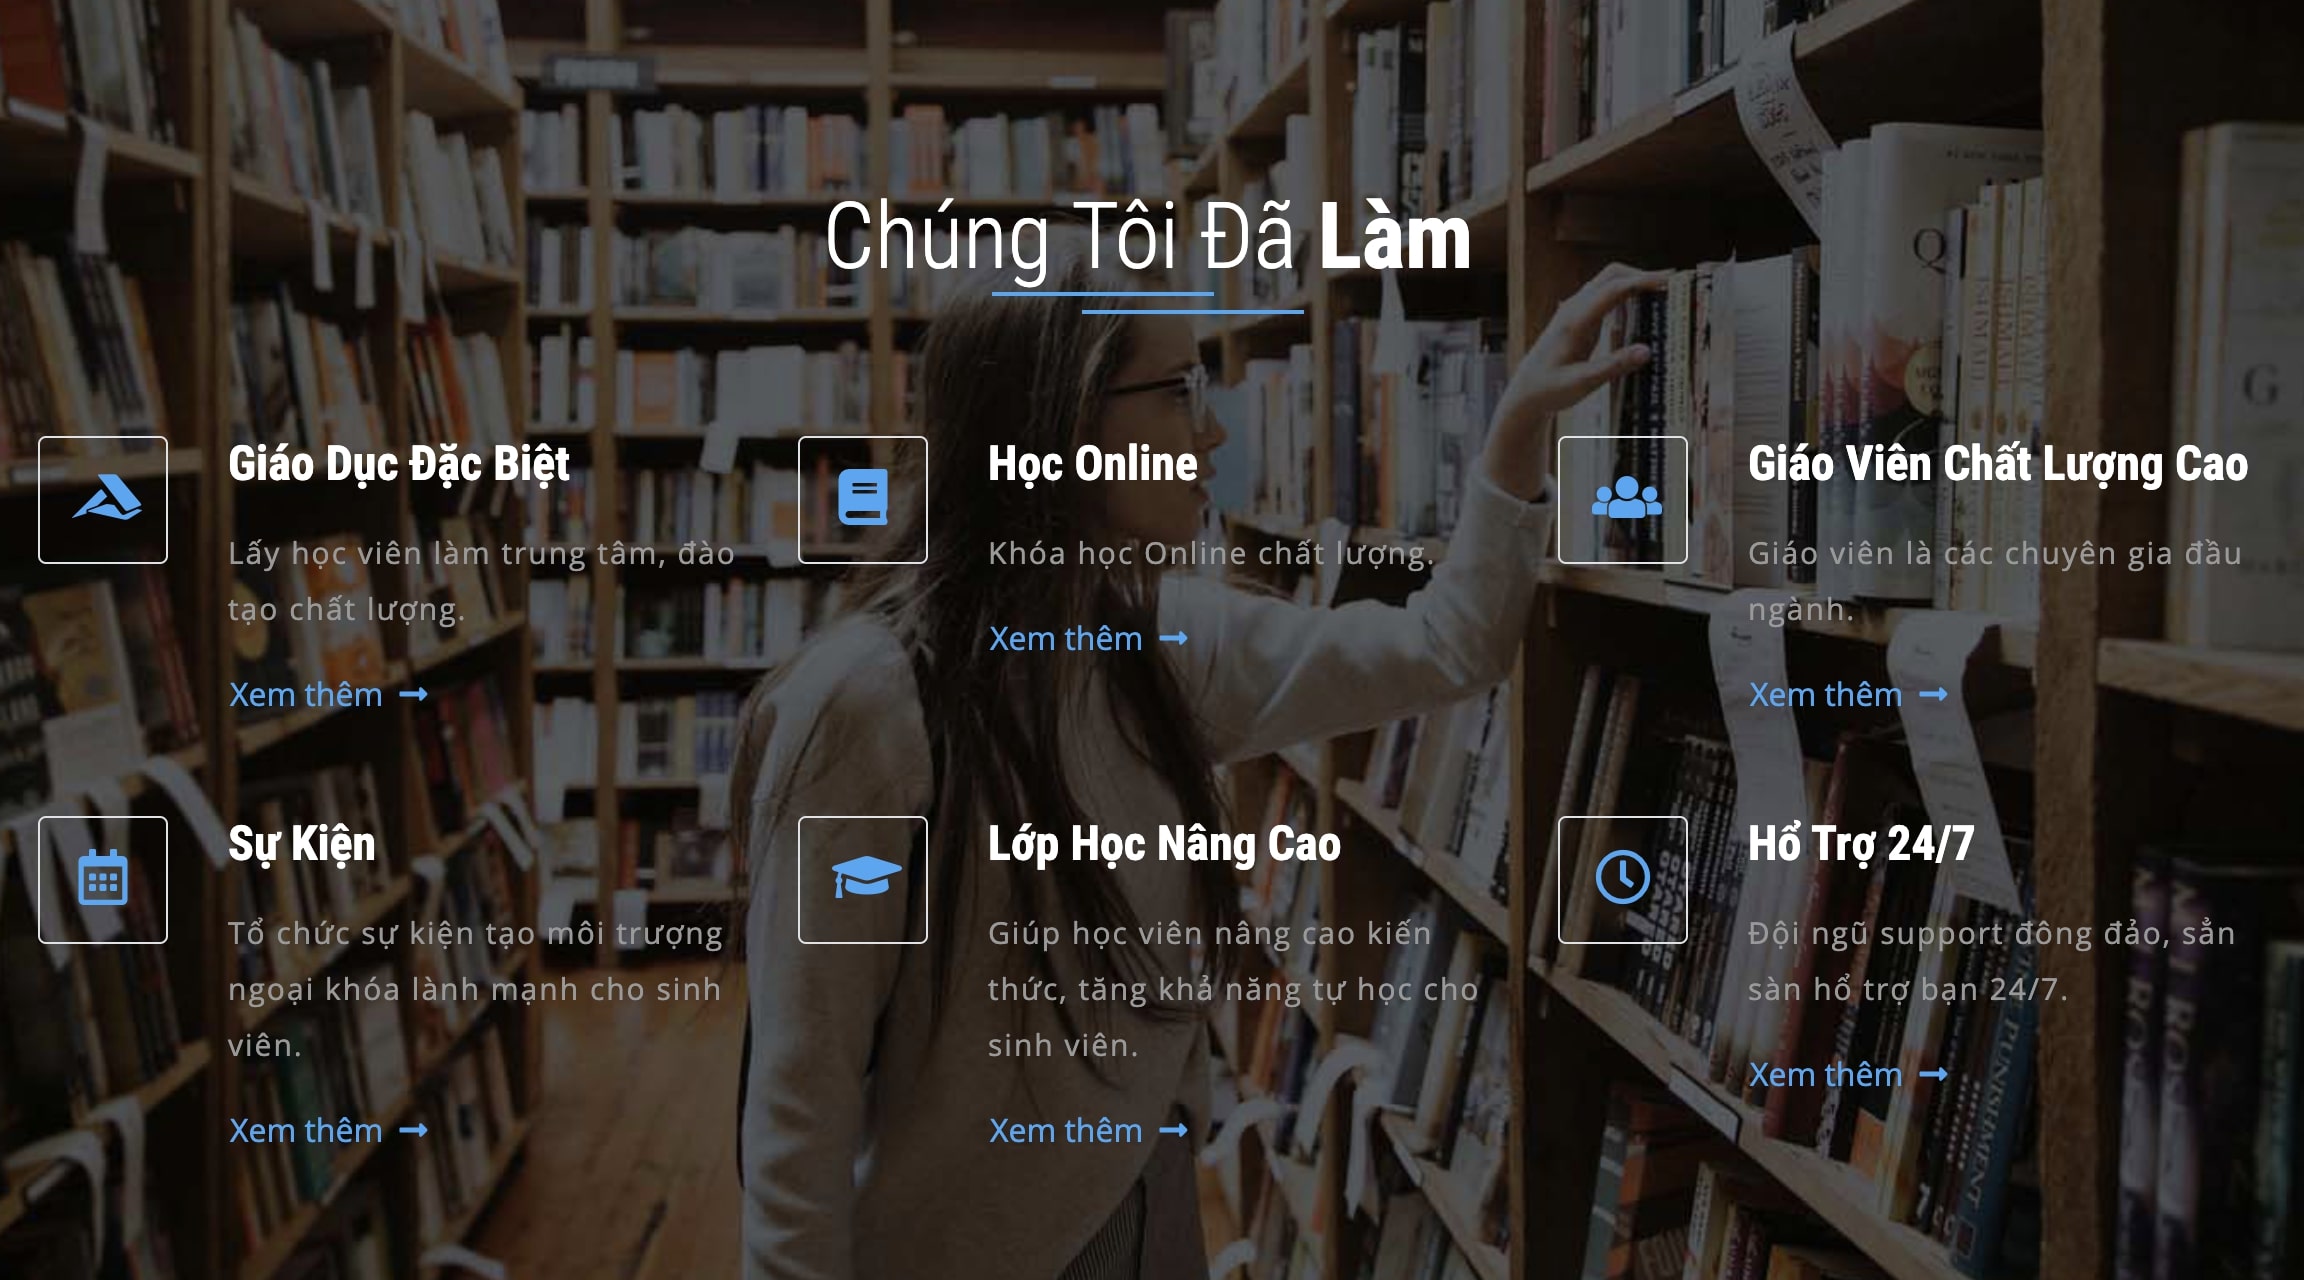 Chúng Tôi Đã Làm
Giáo Dục Đặc Biệt
Lấy học viên làm trung tâm, đào
tạo chất lượng.
Xem thêm
Học Online
Khóa học Online chất lượng.
Xem thêm
Giáo Viên Chất Lượng Cao
Giáo viên là các chuyên gia đầu
ngành.
Xem thêm
Sự Kiện
Tổ chức sự kiện tạo môi trượng
ngoại khóa lành mạnh cho sinh
viên.
Xem thêm
Lớp Học Nâng Cao
Giúp học viên nâng cao kiến
thức, tăng khả năng tự học cho
sinh viên.
Xem thêm
Hổ Trợ 24/7
Đội ngũ support đông đảo, sẳn
sàn hổ trợ bạn 24/7.
Xem thêm